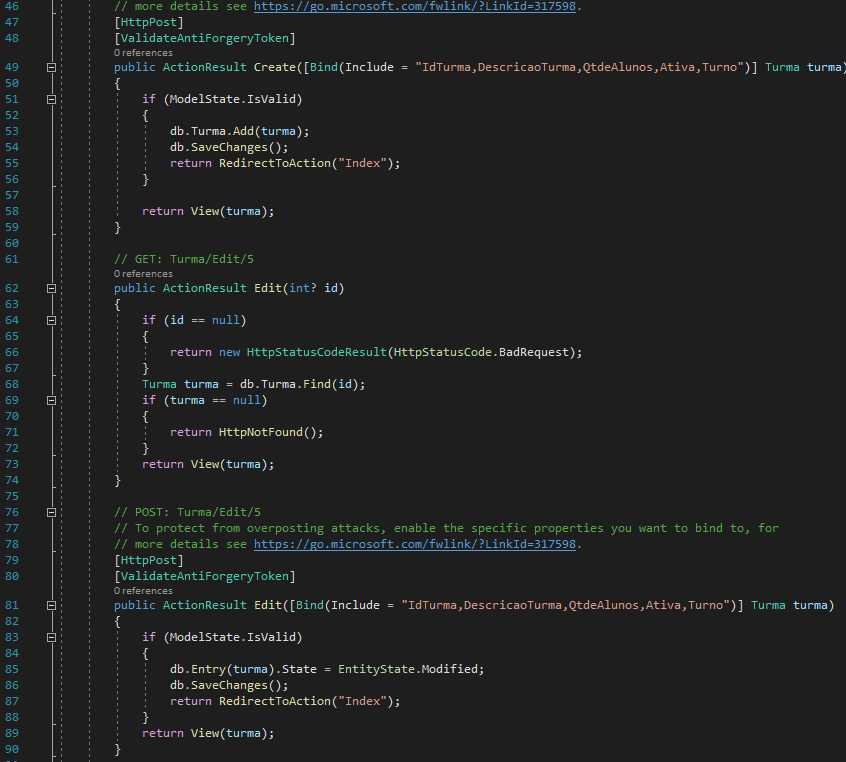 46 // more details see https://go.microsoft.com/fwlink/?LinkId=317598.
47 [HttpPost]
48 [ValidateAntiForgeryToken]
0 references
49 public ActionResult Create([Bind(Include = "IdTurma,DescricaoTurma,QtdeAlunos,Ativa,Turno")] Turma turma)
50 {
51 if (ModelState.IsValid)
52 {
53 db.Turma.Add(turma);
54 db.SaveChanges();
55 return RedirectToAction("Index");
56 }
57
58 return View(turma);
59 }
60
61 // GET: Turma/Edit/5
0 references
62 public ActionResult Edit(int? id)
63 {
64 if (id == null)
65 {
66 return new HttpStatusCodeResult(HttpStatusCode.BadRequest);
67 }
68 Turma turma = db.Turma.Find(id);
69 if (turma == null)
70 {
71 return HttpNotFound();
72 }
73 return View(turma);
74 }
75
76 // POST: Turma/Edit/5
77 // To protect from overposting attacks, enable the specific properties you want to bind to, for
78 // more details see https://go.microsoft.com/fwlink/?LinkId=317598.
79 [HttpPost]
80 [ValidateAntiForgeryToken]
0 references
81 public ActionResult Edit([Bind(Include = "IdTurma,DescricaoTurma,QtdeAlunos,Ativa,Turno")] Turma turma)
82 {
83 if (ModelState.IsValid)
84 {
85 db.Entry(turma).State = EntityState.Modified;
86 db.SaveChanges();
87 return RedirectToAction("Index");
88 }
89 return View(turma);
90 }